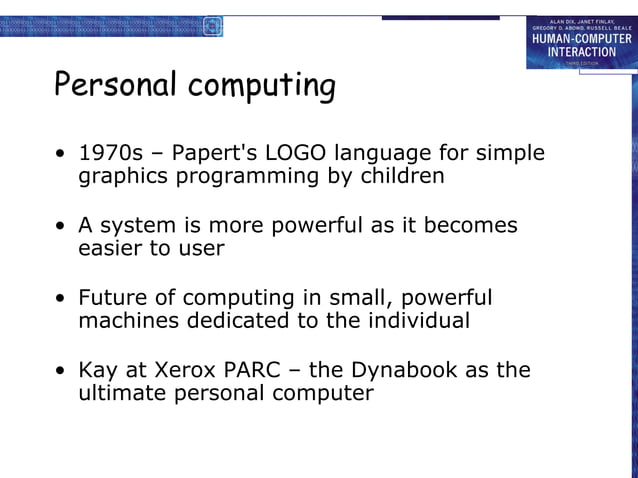 ALAN DIX, JANET FINLAY,
GREGORY D. ABOWD, RUSSELL BEALE
HUMAN-COMPUTER
INTERACTION
THIRD EDITION
Personal computing
• 1970s – Papert's LOGO language for simple
graphics programming by children
• A system is more powerful as it becomes
easier to user
• Future of computing in small, powerful
machines dedicated to the individual
• Kay at Xerox PARC – the Dynabook as the
ultimate personal computer